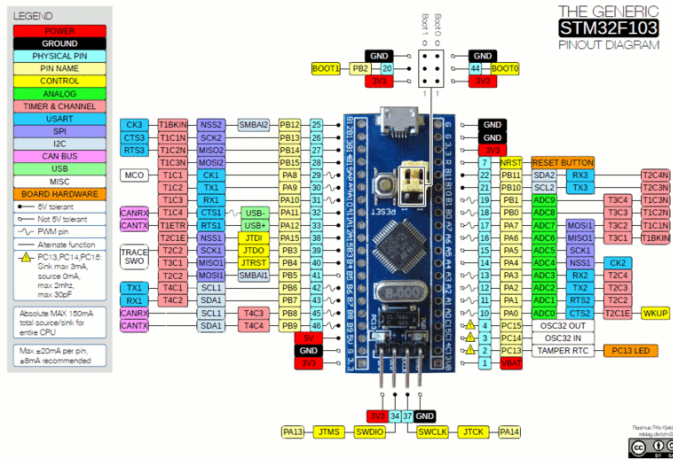 LEGEND
POWER
GROUND
PHYSICAL PIN
PIN NAME
CONTROL
ANALOG
TIMER & CHANNEL
USART
SPI
I2C
CAN BUS
USB
MISC
BOARD HARDWARE
5V tolerant
Not 5V tolerant
PWM pin
Alternate function
PC13,PC14,PC15:
Sink max 3mA,
source 0mA,
max 2mhz,
max 30pF
Absolute MAX 150mA
total source/sink for
entire CPU
Max ±20mA per pin,
±8mA recommended
THE GENERIC
STM32F103
PINOUT DIAGRAM
Boot 1 Boot 0
GND GND
BOOT1 PB2 20 44 BOOT0
3V3 3V3
1 1
CK3 T1BKIN NSS2 SMBAI2 PB12 25
CTS3 T1C1N SCK2 PB13 26
RTS3 T1C2N MISO2 PB14 27
T1C3N MOSI2 PB15 28
MCO T1C1 CK1 PA8 29
T1C2 TX1 PA9 30
T1C3 RX1 PA10 31
CANRX T1C4 CTS1 USB- PA11 32
CANTX T1ETR RTS1 USB+ PA12 33
T2C1E NSS1 JTDI PA15 38
TRACE SWO T2C2 SCK1 JTDO PB3 39
T3C1 MISO1 JTRST PB4 40
T3C2 MOSI1 SMBAI1 PB5 41
TX1 T4C1 SCL1 PB6 42
RX1 T4C2 SDA1 PB7 43
CANRX SCL1 T4C3 PB8 45
CANTX SDA1 T4C4 PB9 46
5V
GND
3V3
GND
GND
3V3
7 NRST RESET BUTTON
22 PB11 SDA2 RX3 T2C4N
21 PB10 SCL2 TX3 T2C3N
19 PB1 ADC9 T3C4 T1C3N
18 PB0 ADC8 T3C3 T1C2N
17 PA7 ADC7 MOSI1 T3C2 T1C1N
16 PA6 ADC6 MISO1 T3C1 T1BKIN
15 PA5 ADC5 SCK1
14 PA4 ADC4 NSS1 CK2
13 PA3 ADC3 RX2 T2C4
12 PA2 ADC2 TX2 T2C3
11 PA1 ADC1 RTS2 T2C2
10 PA0 ADC0 CTS2 T2C1E WKUP
4 PC15 OSC32 OUT
3 PC14 OSC32 IN
2 PC13 TAMPER RTC PC13 LED
1 VBAT
RESET
8.000
PC13
3V3 34 37 GND
PA13 JTMS SWDIO SWCLK JTCK PA14